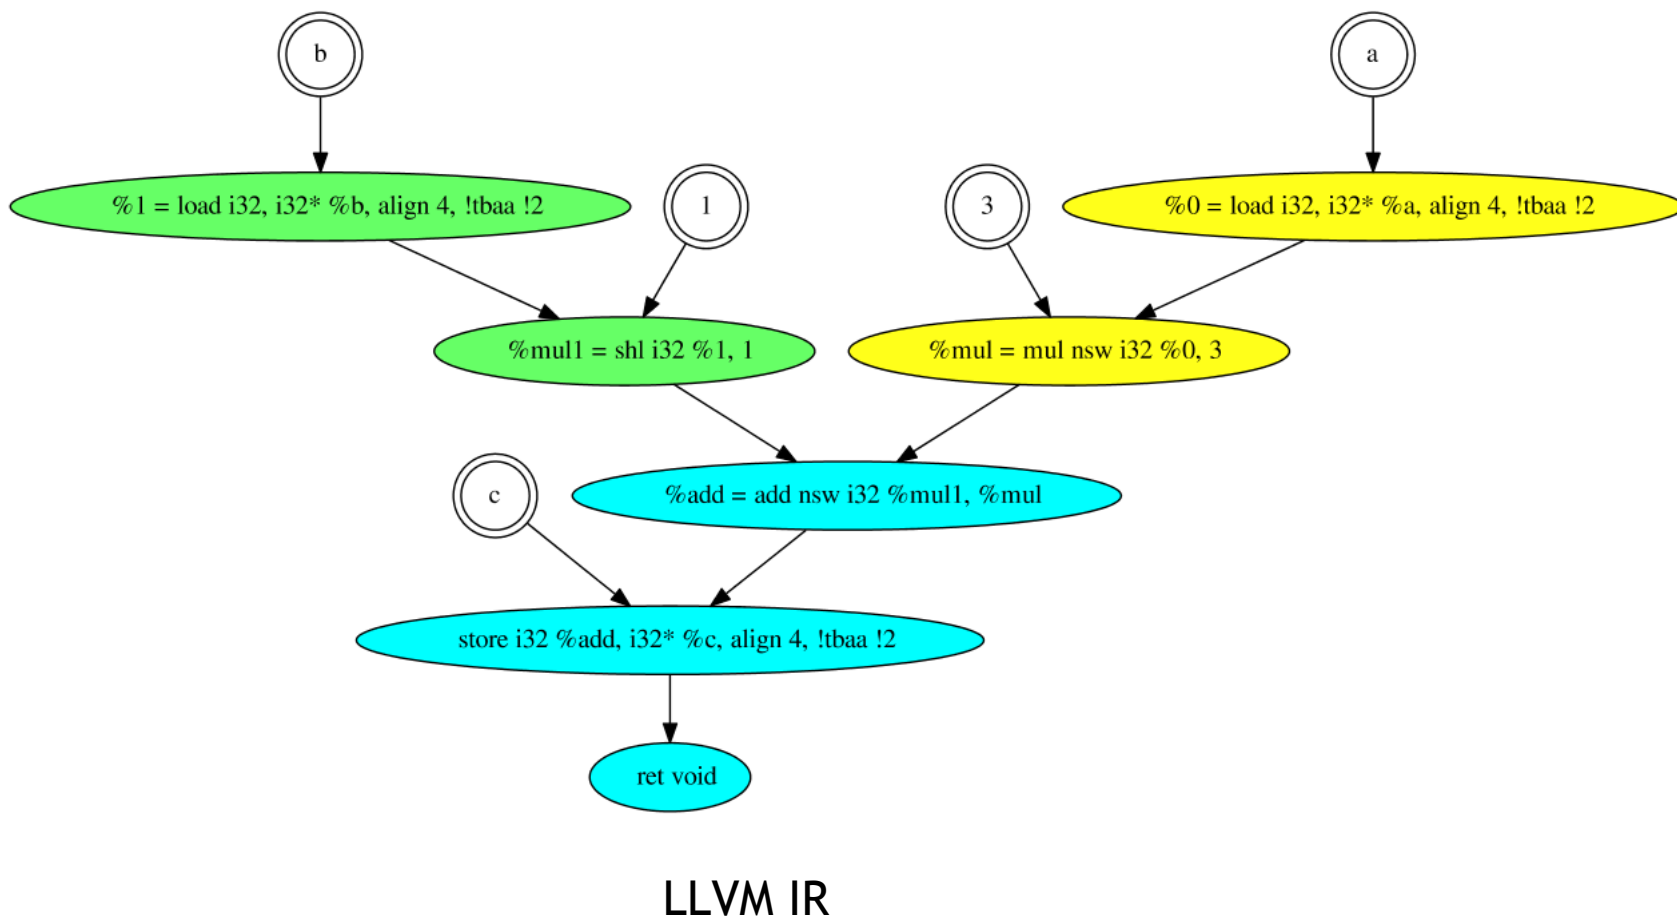 b
a
%1 = load i32, i32* %b, align 4, !tbaa !2
1
3
%0 = load i32, i32* %a, align 4, !tbaa !2
%mul1 = shl i32 %1, 1
%mul = mul nsw i32 %0, 3
c
%add = add nsw i32 %mul1, %mul
store i32 %add, i32* %c, align 4, !tbaa !2
ret void
LLVM IR